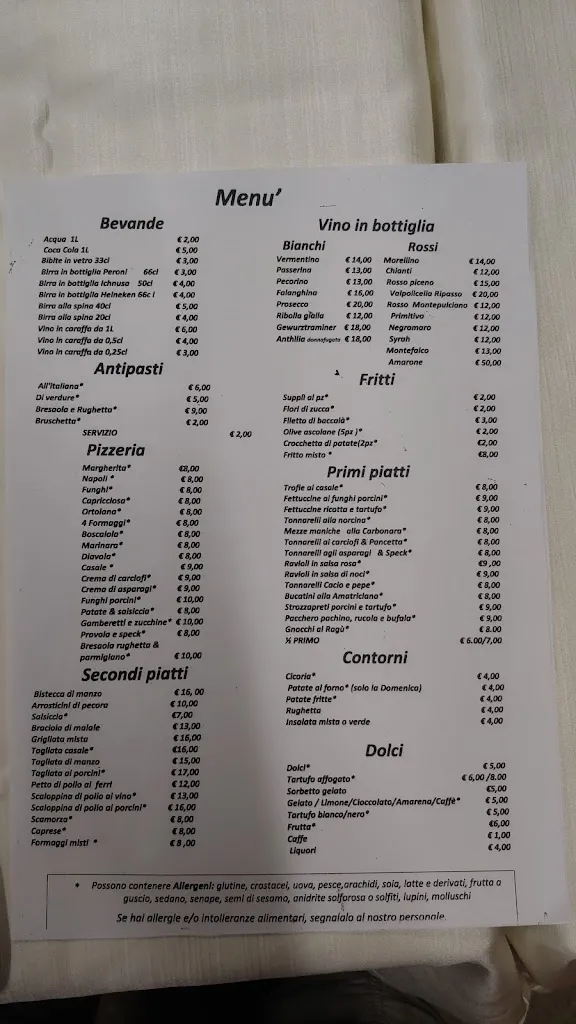 Menu'
Bevande
Acqua 1L € 2,00
Coca Cola 1L € 5,00
Bibite in vetro 33cl € 3,00
Birra in bottiglia Peroni 66cl € 3,00
Birra in bottiglia Ichnusa 50cl € 4,00
Birra in bottiglia Heineken 66c l € 4,00
Birra alla spina 40cl € 5,00
Birra alla spina 20cl € 4,00
Vino in caraffa da 1L € 6,00
Vino in caraffa da 0,5cl € 4,00
Vino in caraffa da 0,25cl € 3,00
Antipasti
All'italiana* € 6,00
Di verdure* € 5,00
Bresaola e Rughetta* € 9,00
Bruschetta* € 2,00
SERVIZIO € 2,00
Pizzeria
Margherita* €8,00
Napoli * € 8,00
Funghi* € 8,00
Capricciosa* € 8,00
Ortolana* € 8,00
4 Formaggi* € 8,00
Boscaiola* € 8,00
Marinara* € 8,00
Diavola* € 8,00
Casale * € 9,00
Crema di carciofi* € 9,00
Crema di asparagi* € 9,00
Funghi porcini* € 10,00
Patate & salsiccia* € 8,00
Gamberetti e zucchine* € 10,00
Provola e speck* € 8,00
Bresaola rughetta &
parmigiano* € 10,00
Secondi piatti
Bistecca di manzo € 16, 00
Arrosticini di pecora € 10,00
Salsiccia* €7,00
Braciola di maiale € 13,00
Grigliata mista € 16,00
Tagliata casale* €16,00
Tagliata di manzo € 15,00
Tagliata ai porcini* € 17,00
Petto di pollo ai ferri € 12,00
Scaloppina di pollo al vino* € 13,00
Scaloppina di pollo ai porcini* € 16,00
Scamorza* € 8,00
Caprese* € 8,00
Formaggi misti * € 8 ,00
Vino in bottiglia
Bianchi
Vermentino € 14,00
Passerina € 13,00
Pecorino € 13,00
Falanghina € 16,00
Prosecco € 20,00
Ribolla gialla € 12,00
Gewurztraminer € 18,00
Anthilia donnafugata € 18,00
Rossi
Morellino € 14,00
Chianti € 12,00
Rosso piceno € 15,00
Valpolicella Ripasso € 20,00
Rosso Montepulciano € 12,00
Primitivo € 12,00
Negramaro € 12,00
Syrah € 12,00
Montefalco € 13,00
Amarone € 50,00
Fritti
Supplì al pz* € 2,00
Fiori di zucca* € 2,00
Filetto di baccalà* € 3,00
Olive ascolane (5pz )* € 2,00
Crocchetta di patate(2pz* €2,00
Fritto misto * €8,00
Primi piatti
Trofie al casale* € 8,00
Fettuccine ai funghi porcini* € 9,00
Fettuccine ricotta e tartufo* € 9,00
Tonnarelli alla norcina* € 8,00
Mezze maniche alla Carbonara* € 8,00
Tonnarelli ai carciofi & Pancetta* € 8,00
Tonnarelli agli asparagi & Speck* € 8,00
Ravioli in salsa rosa* €9 ,00
Ravioli in salsa di noci* € 9,00
Tonnarelli Cacio e pepe* € 8,00
Bucatini alla Amatriciana* € 8,00
Strozzapreti porcini e tartufo* € 9,00
Pacchero pachino, rucola e bufala* € 9,00
Gnocchi al Ragù* € 8.00
½ PRIMO € 6.00/7,00
Contorni
Cicoria* € 4,00
Patate al forno* (solo la Domenica) € 4,00
Patate fritte* € 4,00
Rughetta € 4,00
Insalata mista o verde € 4,00
Dolci
Dolci* € 5,00
Tartufo affogato* € 6,00 /8.00
Sorbetto gelato €5,00
Gelato / Limone/Cioccolato/Amarena/Caffè* € 5,00
Tartufo bianco/nero* € 5,00
Frutta* €6,00
Caffe € 1,00
Liquori € 4,00
• Possono contenere Allergeni: glutine, crostacei, uova, pesce,arachidi, soia, latte e derivati, frutta a
guscio, sedano, senape, semi di sesamo, anidrite solforosa o solfiti, lupini, molluschi
Se hai allergie e/o intolleranze alimentari, segnalalo al nostro personale.